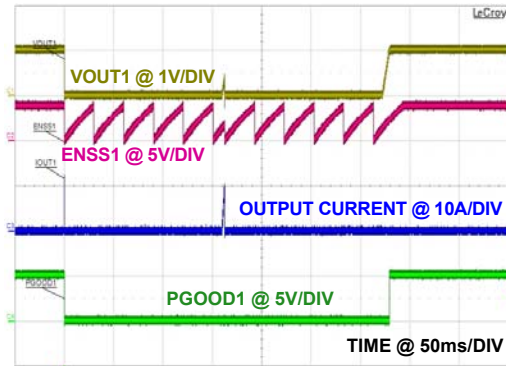 LeCroy
VOUT1
VOUT1 @ 1V/DIV
ENSS1
ENSS1 @ 5V/DIV
IOUT1
OUTPUT CURRENT @ 10A/DIV
PGOOD1
PGOOD1 @ 5V/DIV
TIME @ 50ms/DIV